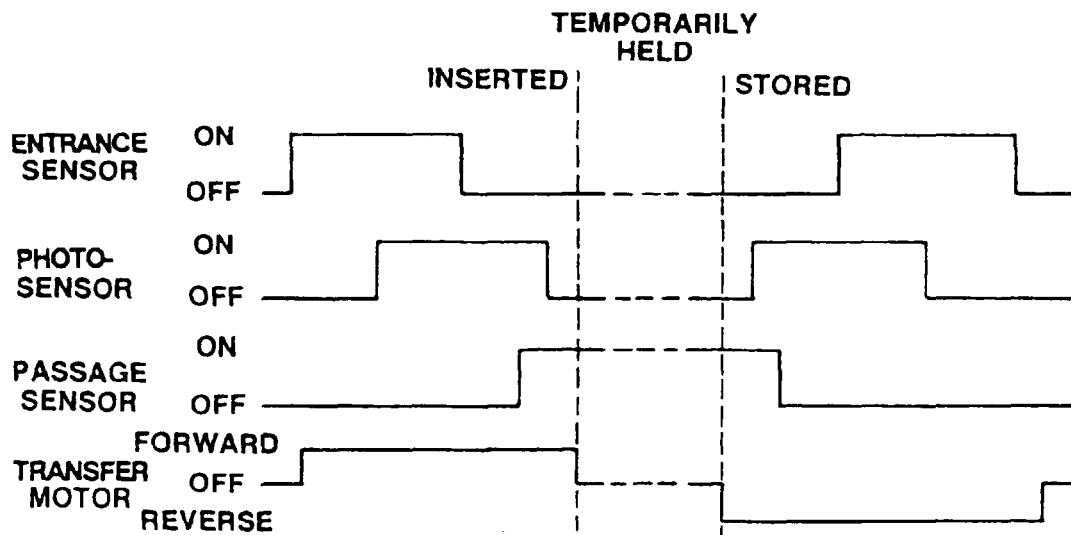 TEMPORARILY
HELD
INSERTED
STORED
ENTRANCE
SENSOR
ON
OFF
PHOTO-
SENSOR
ON
OFF
PASSAGE
SENSOR
ON
OFF
TRANSFER
MOTOR
FORWARD
OFF
REVERSE